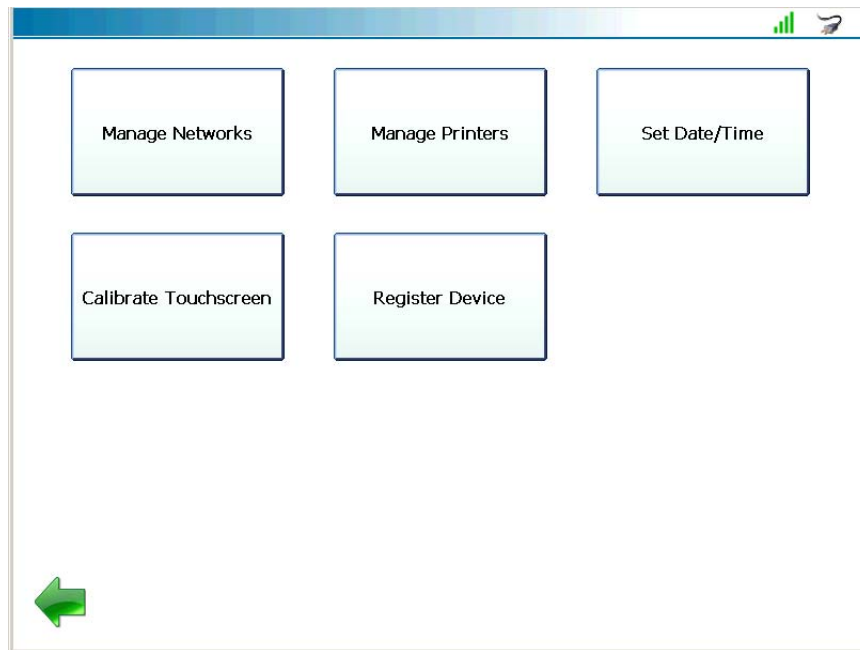 Manage Networks
Manage Printers
Set Date/Time
Calibrate Touchscreen
Register Device